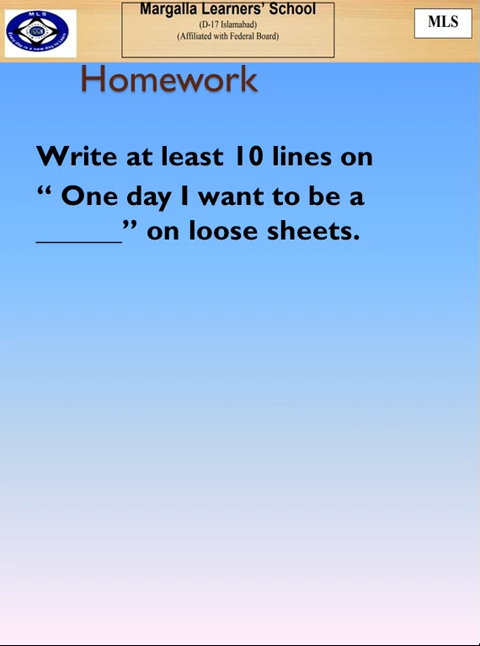 MLS
Margalla Learners' School
(D-17 Islamabad)
(Affiliated with Federal Board)
MLS
Homework
Write at least 10 lines on
“ One day I want to be a
______” on loose sheets.